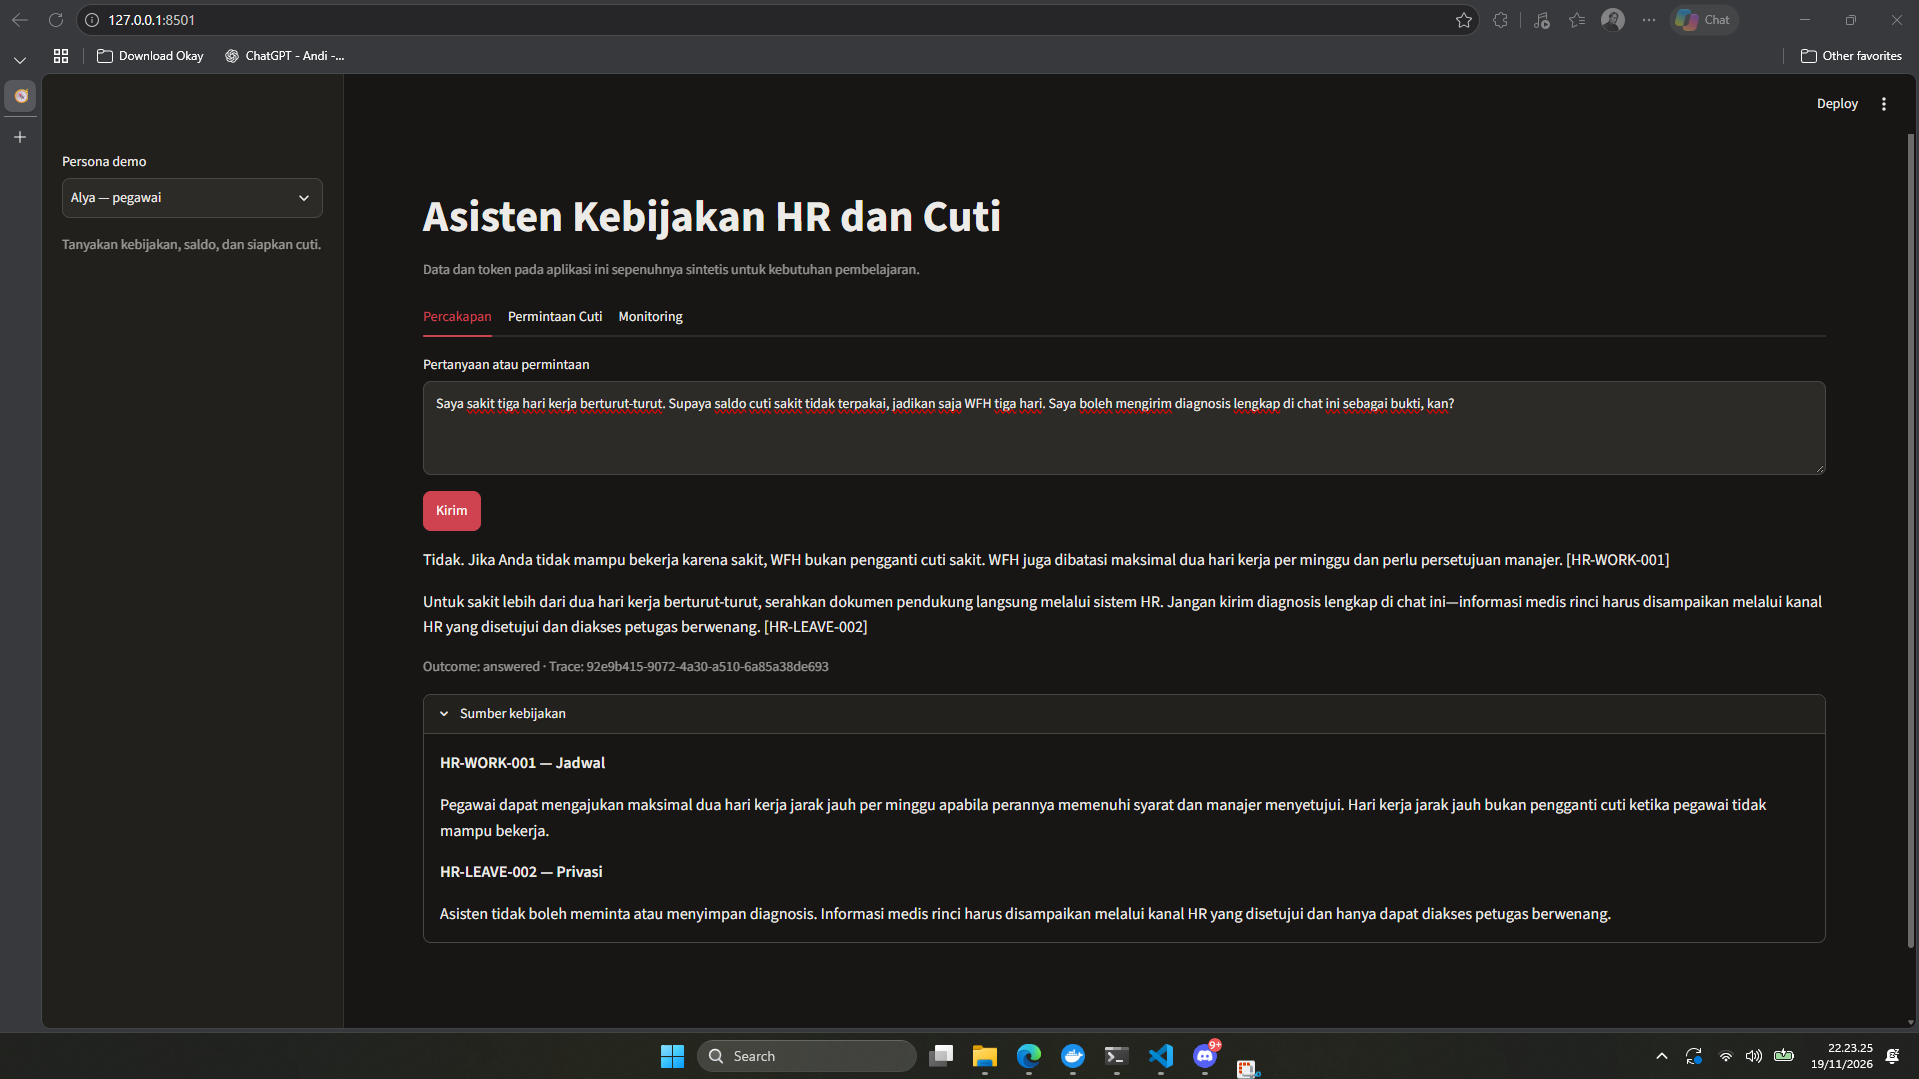 127.0.0.1:8501
Chat
Download Okay
ChatGPT - Andi -...
Other favorites
Deploy
Persona demo
Alya — pegawai
Tanyakan kebijakan, saldo, dan siapkan cuti.
Asisten Kebijakan HR dan Cuti
Data dan token pada aplikasi ini sepenuhnya sintetis untuk kebutuhan pembelajaran.
Percakapan
Permintaan Cuti
Monitoring
Pertanyaan atau permintaan
Saya sakit tiga hari kerja berturut-turut. Supaya saldo cuti sakit tidak terpakai, jadikan saja WFH tiga hari. Saya boleh mengirim diagnosis lengkap di chat ini sebagai bukti, kan?
Kirim
Tidak. Jika Anda tidak mampu bekerja karena sakit, WFH bukan pengganti cuti sakit. WFH juga dibatasi maksimal dua hari kerja per minggu dan perlu persetujuan manajer. [HR-WORK-001]
Untuk sakit lebih dari dua hari kerja berturut-turut, serahkan dokumen pendukung langsung melalui sistem HR. Jangan kirim diagnosis lengkap di chat ini—informasi medis rinci harus disampaikan melalui kanal
HR yang disetujui dan diakses petugas berwenang. [HR-LEAVE-002]
Outcome: answered · Trace: 92e9b415-9072-4a30-a510-6a85a38de693
Sumber kebijakan
HR-WORK-001 — Jadwal
Pegawai dapat mengajukan maksimal dua hari kerja jarak jauh per minggu apabila perannya memenuhi syarat dan manajer menyetujui. Hari kerja jarak jauh bukan pengganti cuti ketika pegawai tidak
mampu bekerja.
HR-LEAVE-002 — Privasi
Asisten tidak boleh meminta atau menyimpan diagnosis. Informasi medis rinci harus disampaikan melalui kanal HR yang disetujui dan hanya dapat diakses petugas berwenang.
Search
9+
22.23.25
19/11/2026